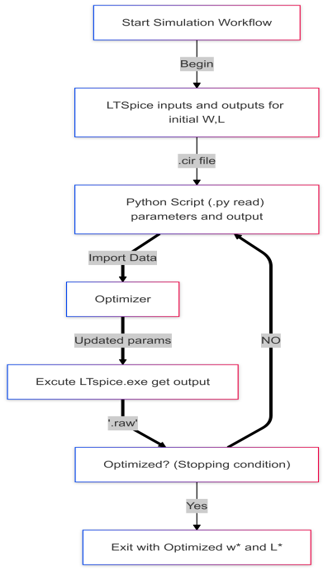 Start Simulation Workflow
Begin
LTSpice inputs and outputs for
initial W,L
.cir file
Python Script (.py read)
parameters and output
Import Data
Optimizer
Updated params
NO
Excute LTspice.exe get output
'.raw'
Optimized? (Stopping condition)
Yes
Exit with Optimized w* and L*